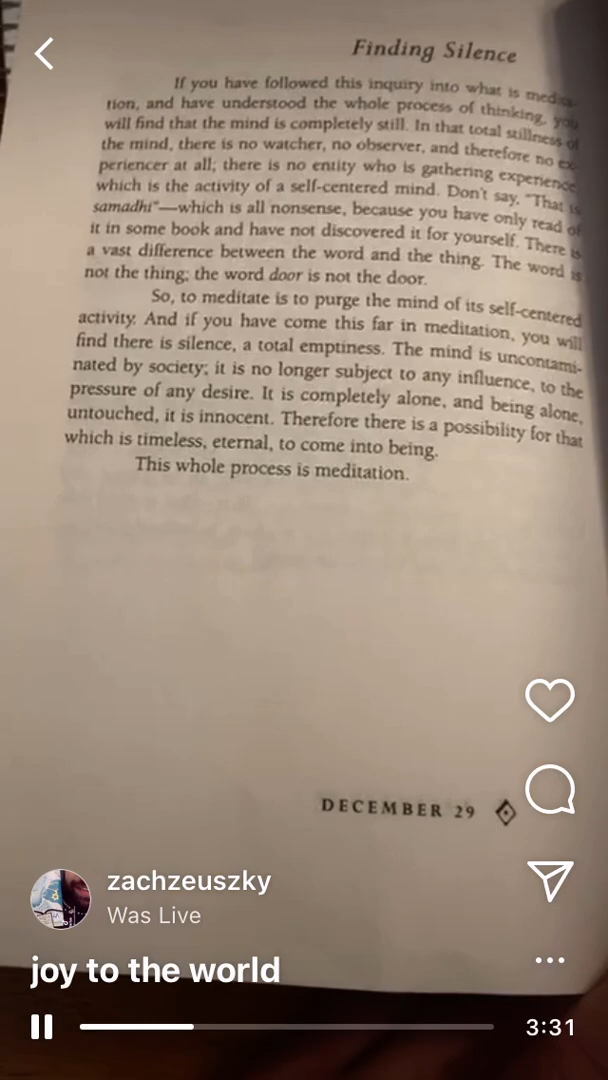 Finding Silence
If you have followed this inquiry into what is medita-
tion, and have understood the whole process of thinking, you
will find that the mind is completely still. In that total stillness of
the mind, there is no watcher, no observer, and therefore no ex-
periencer at all; there is no entity who is gathering experience
which is the activity of a self-centered mind. Don't say, "That is
samadhi"—which is all nonsense, because you have only read of
it in some book and have not discovered it for yourself. There is
a vast difference between the word and the thing. The word is
not the thing; the word door is not the door.
So, to meditate is to purge the mind of its self-centered
activity. And if you have come this far in meditation, you will
find there is silence, a total emptiness. The mind is uncontami-
nated by society; it is no longer subject to any influence, to the
pressure of any desire. It is completely alone, and being alone,
untouched, it is innocent. Therefore there is a possibility for that
which is timeless, eternal, to come into being.
This whole process is meditation.
DECEMBER 29
zachzeuszky
Was Live
joy to the world
3:31